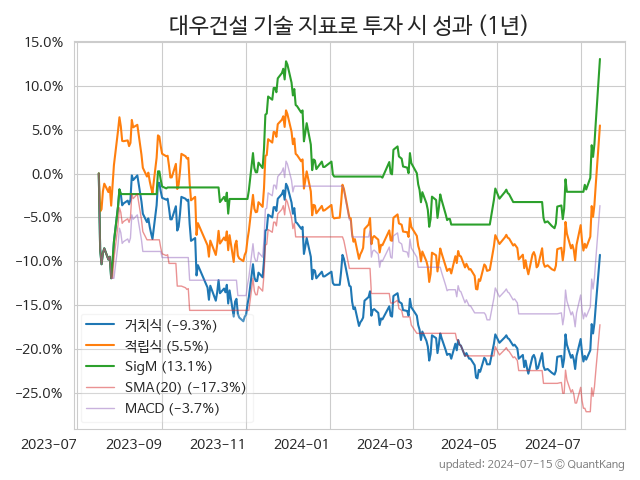 대우건설 기술 지표로 투자 시 성과 (1년)
15.0%
10.0%
5.0%
0.0%
−5.0%
−10.0%
−15.0%
−20.0%
−25.0%
거치식 (−9.3%)
적립식 (5.5%)
SigM (13.1%)
SMA(20) (−17.3%)
MACD (−3.7%)
2023−07 2023−09 2023−11 2024−01 2024−03 2024−05 2024−07
updated: 2024-07-15 © QuantKang